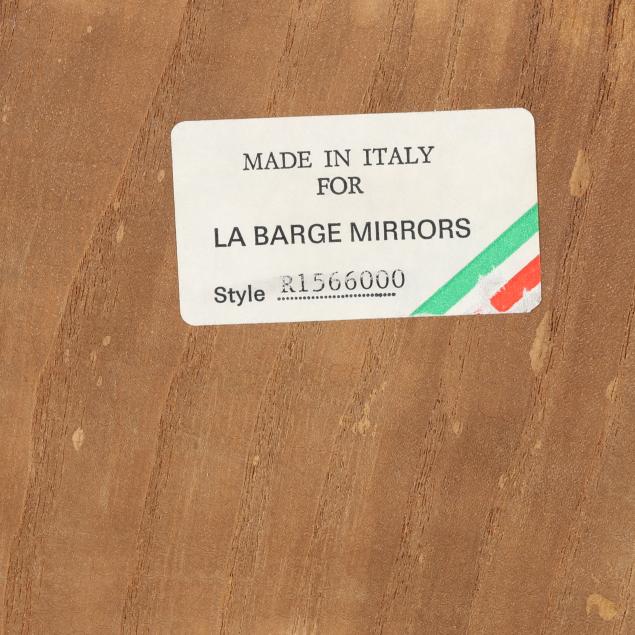 MADE IN ITALY
FOR
LA BARGE MIRRORS
Style R1566000